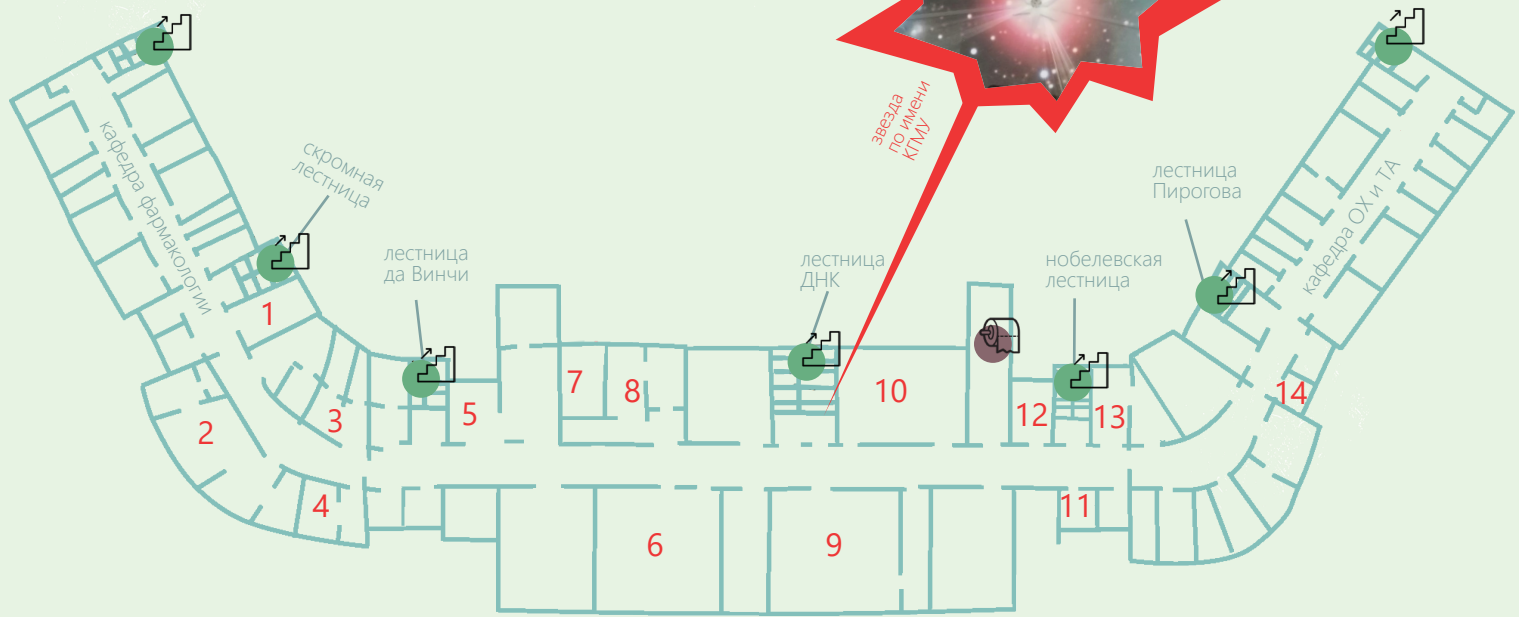 звезда
по имени
КГМУ
кафедра фармакологии
скромная
лестница
лестница
да Винчи
лестница
ДНК
нобелевская
лестница
лестница
Пирогова
кафедра ОХ и ТА
1
2
3
4
5
6
7
8
9
10
11
12
13
14